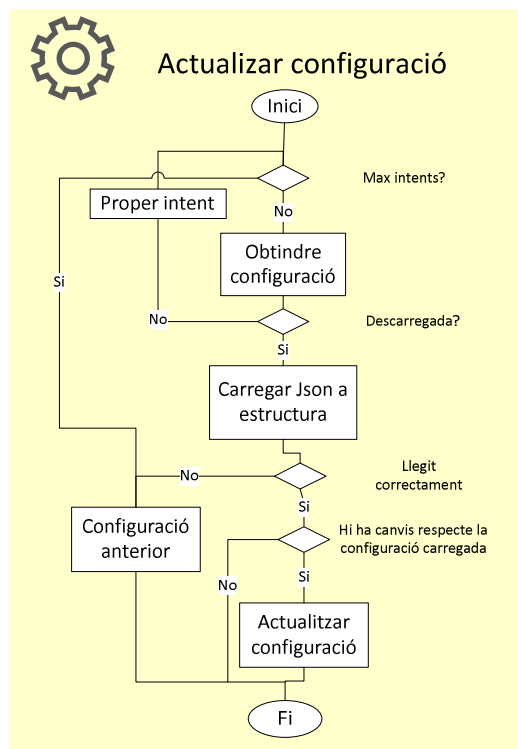 Actualizar configuració
Inici
Max intents?
Proper intent
No
Obtindre
configuració
Si
No
Descarregada?
Si
Carregar Json a
estructura
No
Llegit
correctament
Si
Configuració
anterior
Hi ha canvis respecte la
configuració carregada
No
Si
Actualitzar
configuració
Fi